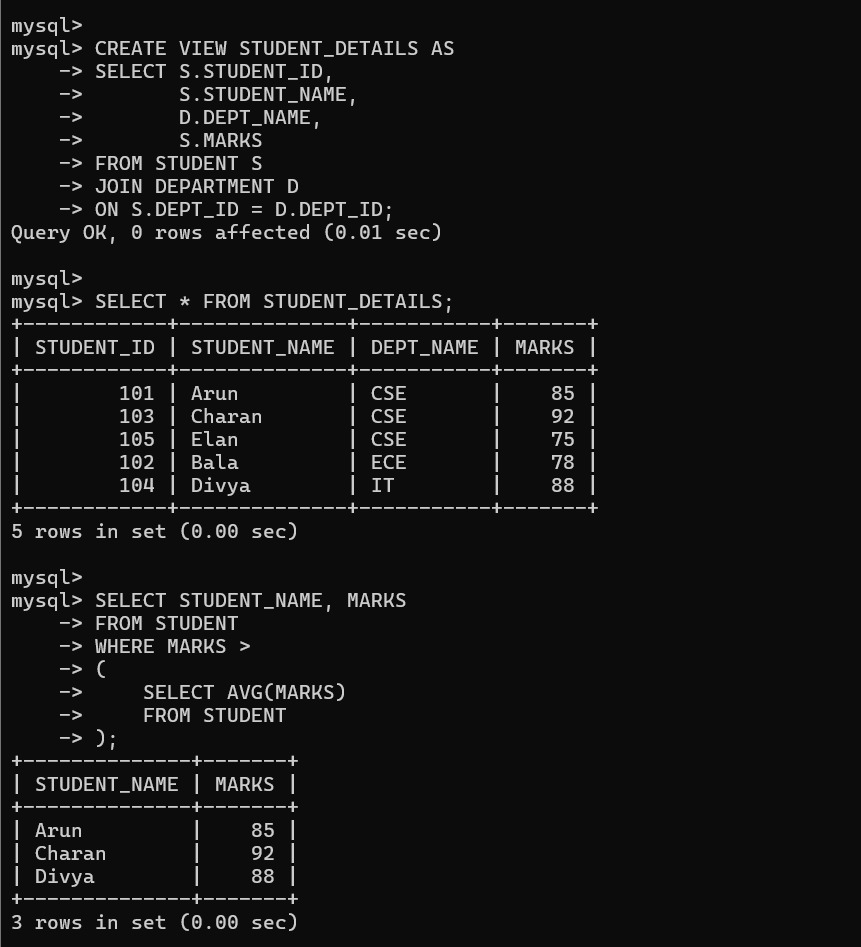 mysql>
mysql> CREATE VIEW STUDENT_DETAILS AS
    -> SELECT S.STUDENT_ID,
    ->        S.STUDENT_NAME,
    ->        D.DEPT_NAME,
    ->        S.MARKS
    -> FROM STUDENT S
    -> JOIN DEPARTMENT D
    -> ON S.DEPT_ID = D.DEPT_ID;
Query OK, 0 rows affected (0.01 sec)

mysql>
mysql> SELECT * FROM STUDENT_DETAILS;
+------------+--------------+-----------+-------+
| STUDENT_ID | STUDENT_NAME | DEPT_NAME | MARKS |
+------------+--------------+-----------+-------+
|        101 | Arun         | CSE       |    85 |
|        103 | Charan       | CSE       |    92 |
|        105 | Elan         | CSE       |    75 |
|        102 | Bala         | ECE       |    78 |
|        104 | Divya        | IT        |    88 |
+------------+--------------+-----------+-------+
5 rows in set (0.00 sec)

mysql>
mysql> SELECT STUDENT_NAME, MARKS
    -> FROM STUDENT
    -> WHERE MARKS >
    -> (
    ->     SELECT AVG(MARKS)
    ->     FROM STUDENT
    -> );
+--------------+-------+
| STUDENT_NAME | MARKS |
+--------------+-------+
| Arun         |    85 |
| Charan       |    92 |
| Divya        |    88 |
+--------------+-------+
3 rows in set (0.00 sec)